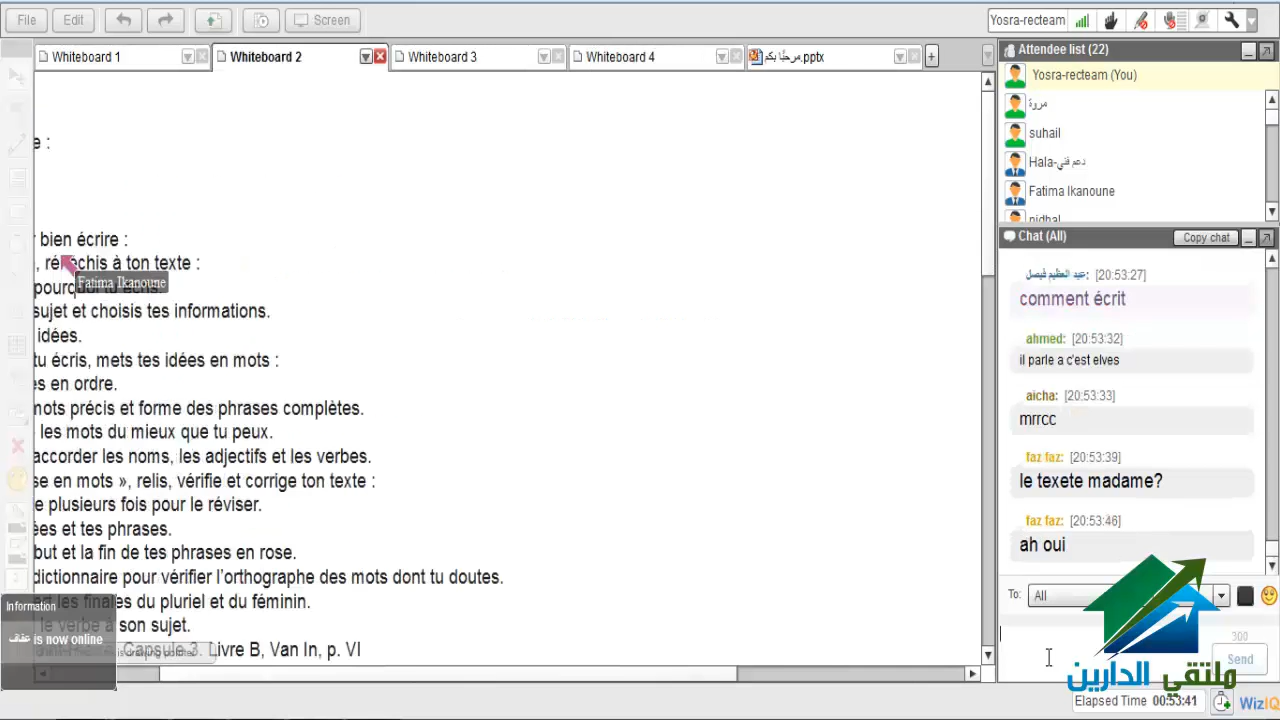 File Edit Screen Yosra-recteam
Whiteboard 1 Whiteboard 2 Whiteboard 3 Whiteboard 4 مرحبًا بكم.pptx +
e :
bien écrire :
à ton texte :
Fatima Ikanoune
sujet et choisis tes informations.
idées.
tu écris, mets tes idées en mots :
es en ordre.
mots précis et forme des phrases complètes.
les mots du mieux que tu peux.
accorder les noms, les adjectifs et les verbes.
se en mots », relis, vérifie et corrige ton texte :
e plusieurs fois pour le réviser.
ées et tes phrases.
but et la fin de tes phrases en rose.
dictionnaire pour vérifier l'orthographe des mots dont tu doutes.
les finales du pluriel et du féminin.
le verbe à son sujet.
Capsule 3. Livre B, Van In, p. VI
Information
عفاف is now online
Attendee list (22)
Yosra-recteam (You)
مروة
suhail
Hala-دعم فني
Fatima Ikanoune
nidhal
Chat (All) Copy chat
عبد العظيم فيصل: [20:53:27]
comment écrit
ahmed: [20:53:32]
il parle a c'est elves
aicha: [20:53:33]
mrrcc
faz faz: [20:53:39]
le texete madame?
faz faz: [20:53:46]
ah oui
To: All
300
Send
ملتقي الدارين
Elapsed Time 00:53:41 WizIQ